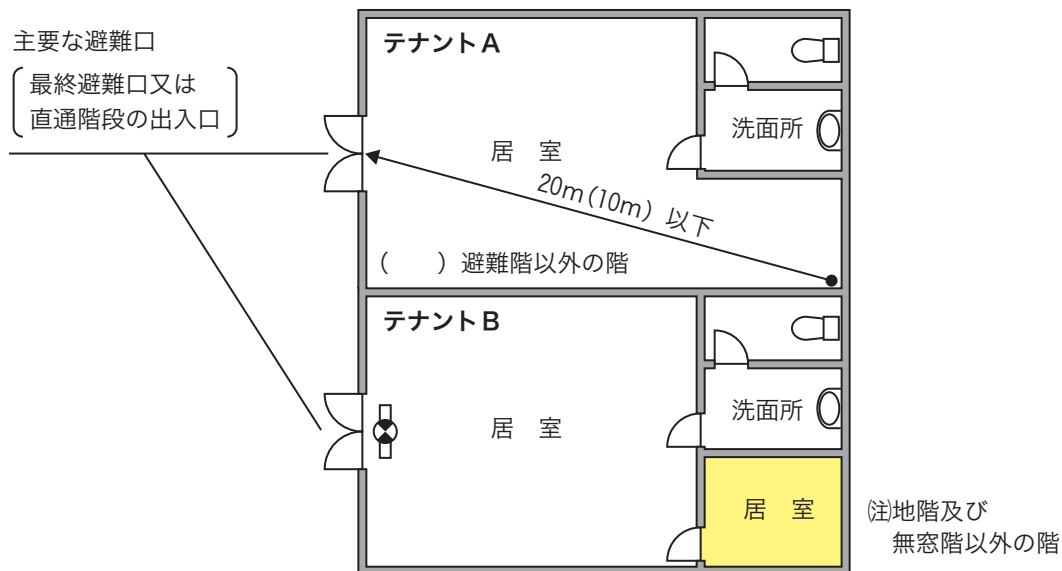 主要な避難口
最終避難口又は
直通階段の出入口
テナントA
洗面所
居　室
20m(10m) 以下
(　　) 避難階以外の階
テナントB
洗面所
居　室
居　室
㊟地階及び
無窓階以外の階